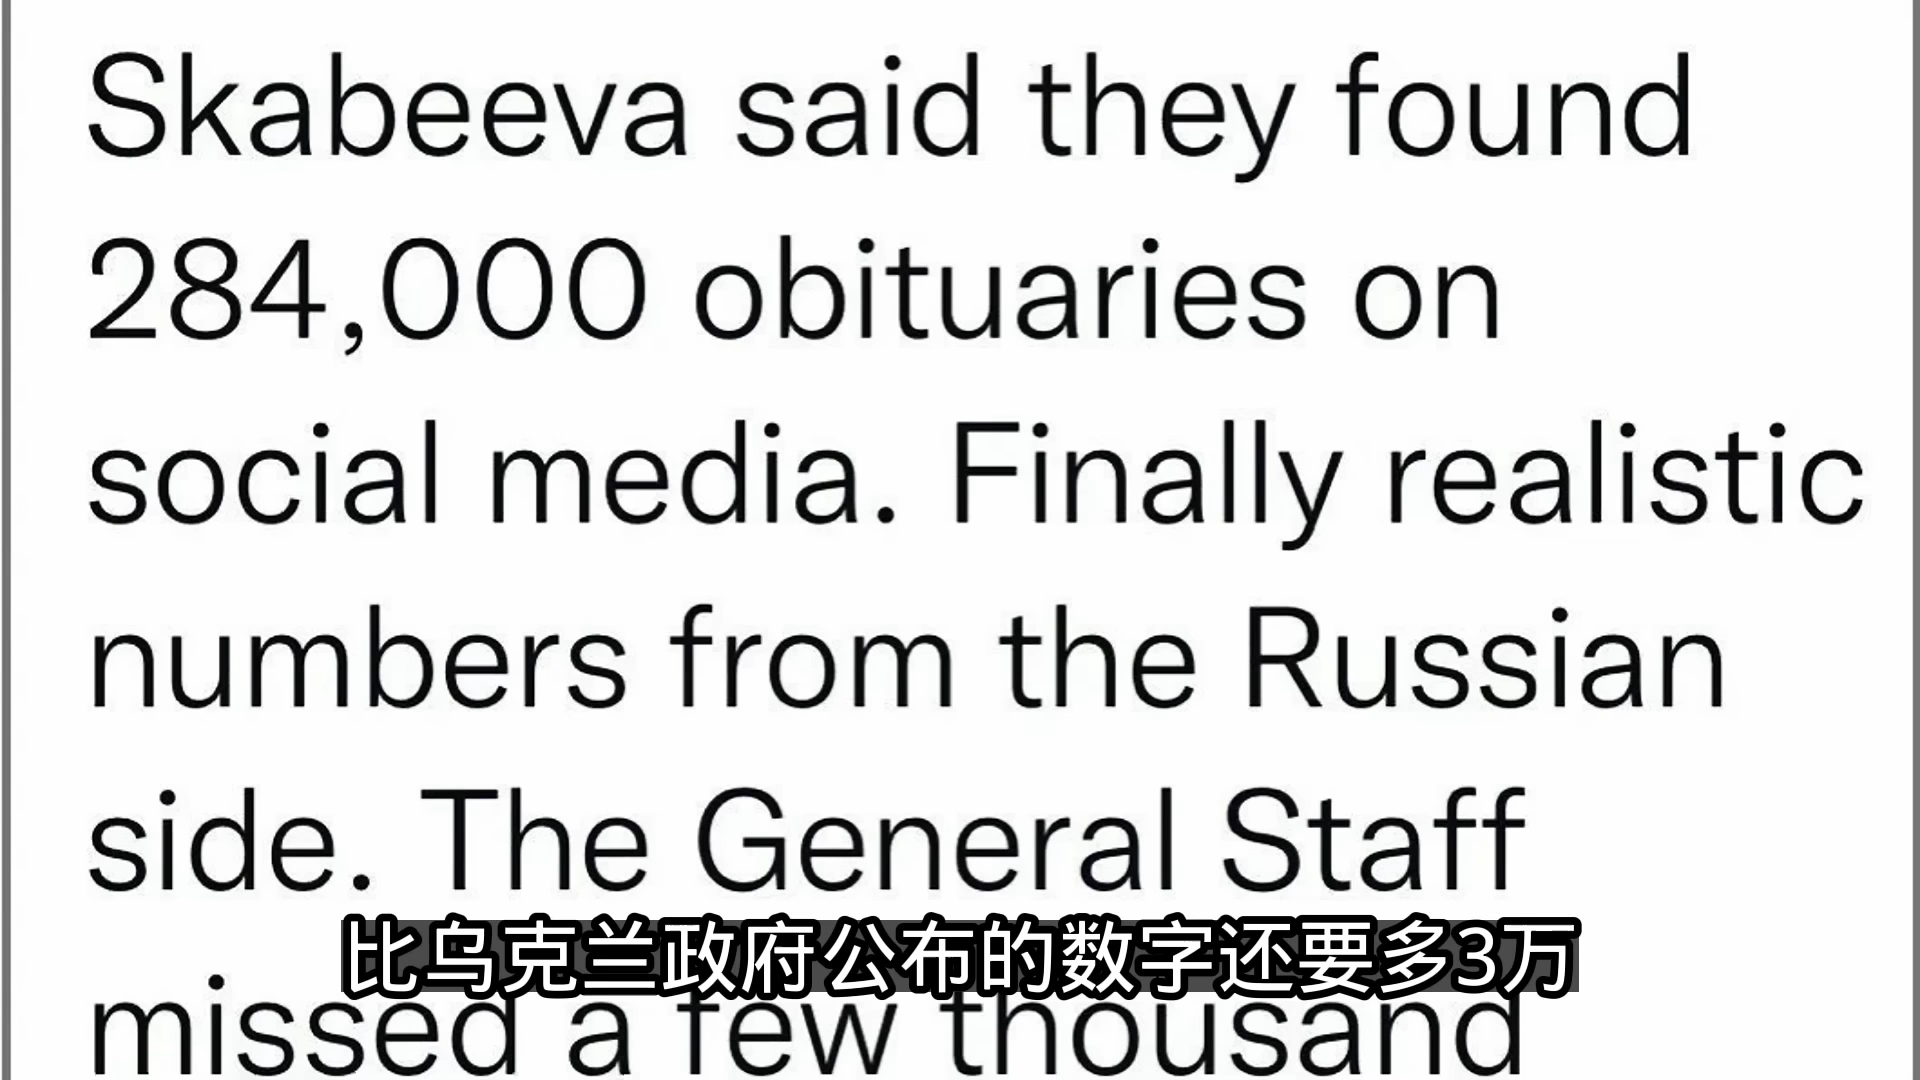 Skabeeva said they found
284,000 obituaries on
social media. Finally realistic
numbers from the Russian
side. The General Staff
比乌克兰政府公布的数字还要多3万
missed a few thousand